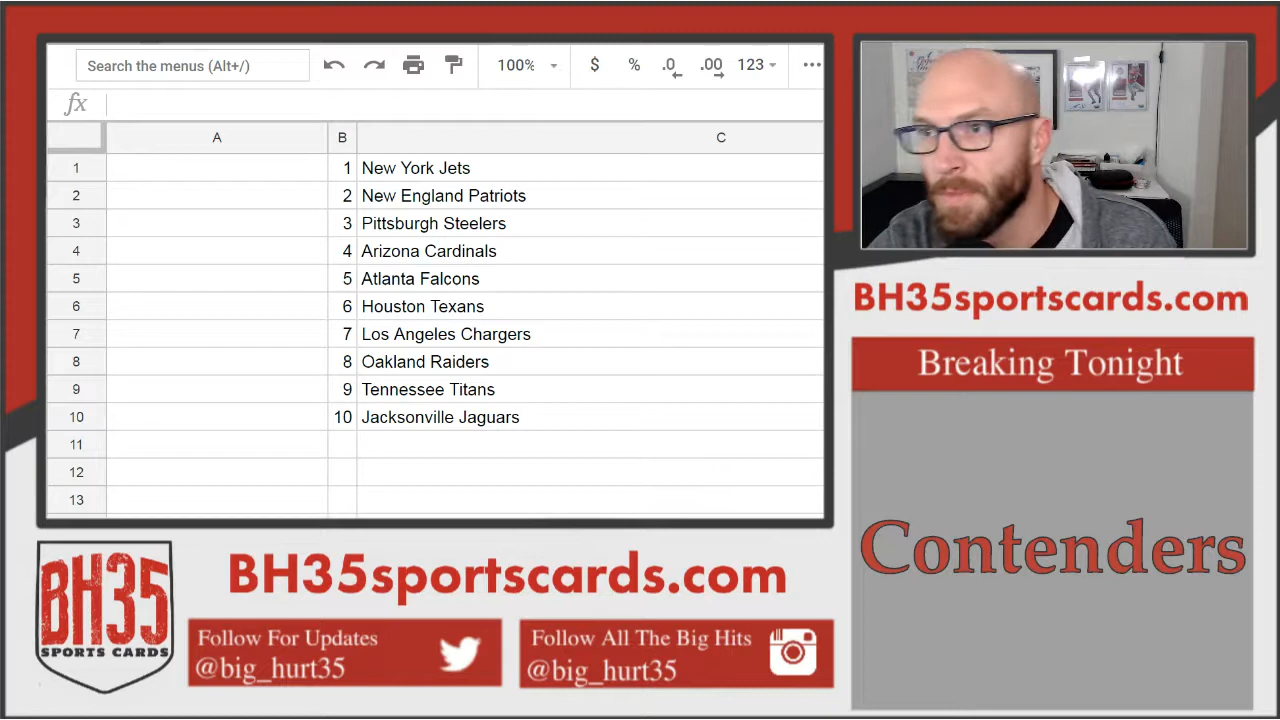 Search the menus (Alt+/)
100%
$ % .0 .00 123
fx
A B C
1 1 New York Jets
2 2 New England Patriots
3 3 Pittsburgh Steelers
4 4 Arizona Cardinals
5 5 Atlanta Falcons
6 6 Houston Texans
7 7 Los Angeles Chargers
8 8 Oakland Raiders
9 9 Tennessee Titans
10 10 Jacksonville Jaguars
11
12
13
BH35sportscards.com
Breaking Tonight
Contenders
BH35
SPORTS CARDS
BH35sportscards.com
Follow For Updates
@big_hurt35
Follow All The Big Hits
@big_hurt35